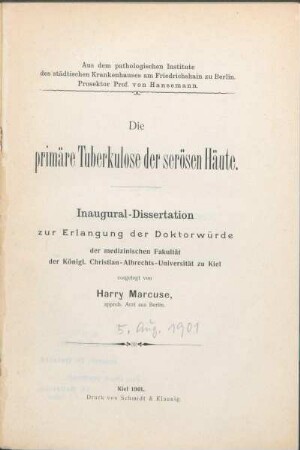 Aus dem pathologischen Institute
des städtischen Krankenhauses am Friedrichshain zu Berlin.
Prosektor Prof. von Hansemann.
Die
primäre Tuberkulose der serösen Häute.
Inaugural-Dissertation
zur Erlangung der Doktorwürde
der medizinischen Fakultät
der Königl. Christian-Albrechts-Universität zu Kiel
vorgelegt von
Harry Marcuse,
approb. Arzt aus Berlin.
5. Aug. 1901
Kiel 1901.
Druck von Schmidt & Klaunig.